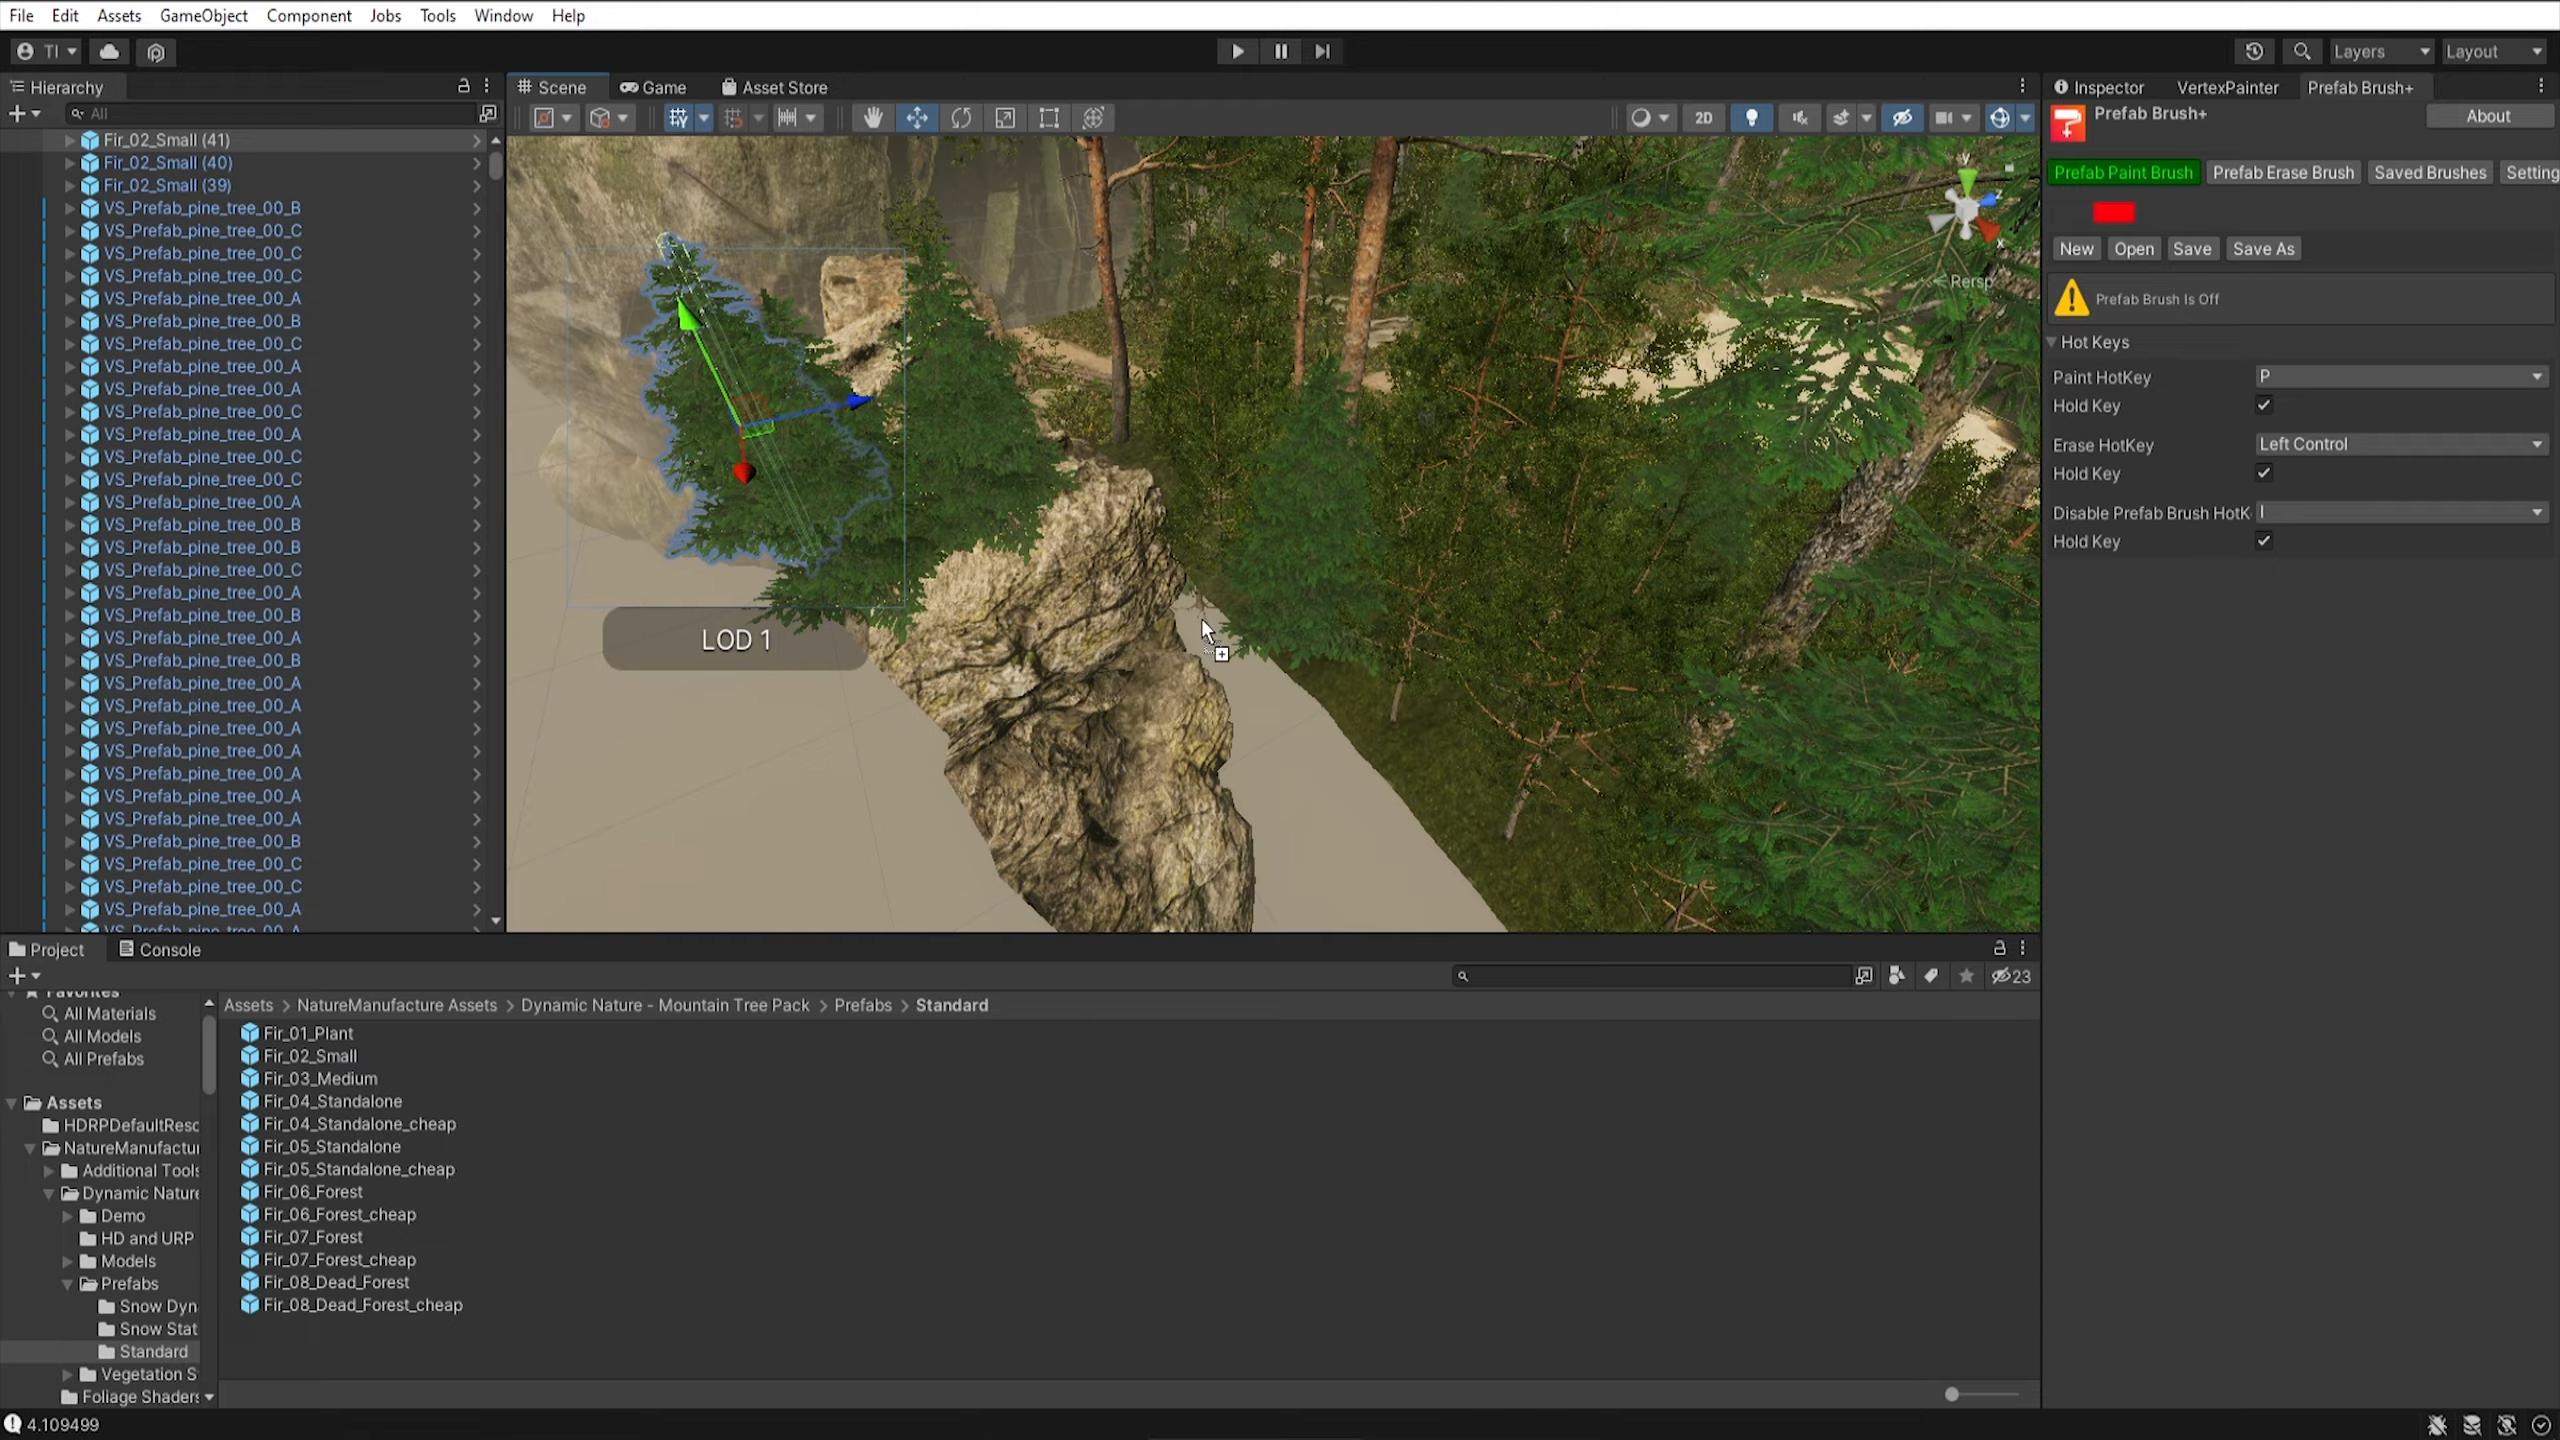 File Edit Assets GameObject Component Jobs Tools Window Help
TI Layers Layout
Hierarchy
All
Fir_02_Small (41)
Fir_02_Small (40)
Fir_02_Small (39)
VS_Prefab_pine_tree_00_B
VS_Prefab_pine_tree_00_C
VS_Prefab_pine_tree_00_C
VS_Prefab_pine_tree_00_C
VS_Prefab_pine_tree_00_A
VS_Prefab_pine_tree_00_B
VS_Prefab_pine_tree_00_C
VS_Prefab_pine_tree_00_A
VS_Prefab_pine_tree_00_A
VS_Prefab_pine_tree_00_C
VS_Prefab_pine_tree_00_A
VS_Prefab_pine_tree_00_C
VS_Prefab_pine_tree_00_C
VS_Prefab_pine_tree_00_A
VS_Prefab_pine_tree_00_B
VS_Prefab_pine_tree_00_B
VS_Prefab_pine_tree_00_C
VS_Prefab_pine_tree_00_A
VS_Prefab_pine_tree_00_B
VS_Prefab_pine_tree_00_A
VS_Prefab_pine_tree_00_B
VS_Prefab_pine_tree_00_A
VS_Prefab_pine_tree_00_A
VS_Prefab_pine_tree_00_A
VS_Prefab_pine_tree_00_A
VS_Prefab_pine_tree_00_A
VS_Prefab_pine_tree_00_A
VS_Prefab_pine_tree_00_A
VS_Prefab_pine_tree_00_B
VS_Prefab_pine_tree_00_C
VS_Prefab_pine_tree_00_C
VS_Prefab_pine_tree_00_A
VS_Prefab_pine_tree_00_A
Scene Game Asset Store
2D
y
z
x
Persp
LOD 1
Inspector VertexPainter Prefab Brush+
Prefab Brush+ About
Prefab Paint Brush Prefab Erase Brush Saved Brushes Setting
New Open Save Save As
Prefab Brush Is Off
Hot Keys
Paint HotKey P
Hold Key
Erase HotKey Left Control
Hold Key
Disable Prefab Brush HotK I
Hold Key
Project Console
23
Favorites
All Materials
All Models
All Prefabs
Assets
HDRPDefaultResc
NatureManufactu
Additional Tools
Dynamic Nature
Demo
HD and URP
Models
Prefabs
Snow Dyn
Snow Stat
Standard
Vegetation S
Foliage Shaders
Assets > NatureManufacture Assets > Dynamic Nature - Mountain Tree Pack > Prefabs > Standard
Fir_01_Plant
Fir_02_Small
Fir_03_Medium
Fir_04_Standalone
Fir_04_Standalone_cheap
Fir_05_Standalone
Fir_05_Standalone_cheap
Fir_06_Forest
Fir_06_Forest_cheap
Fir_07_Forest
Fir_07_Forest_cheap
Fir_08_Dead_Forest
Fir_08_Dead_Forest_cheap
4.109499